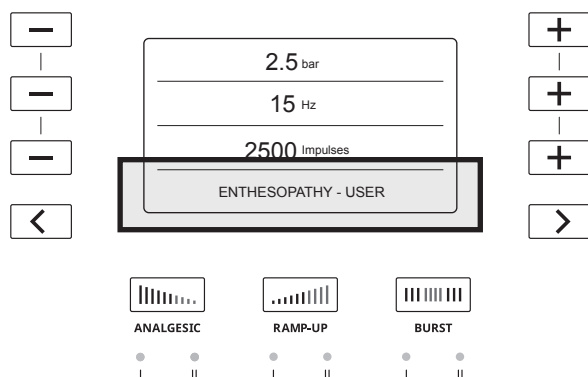 2.5 bar
15 Hz
2500 Impulses
ENTHESOPATHY - USER
ANALGESIC RAMP-UP BURST
I II I II I II